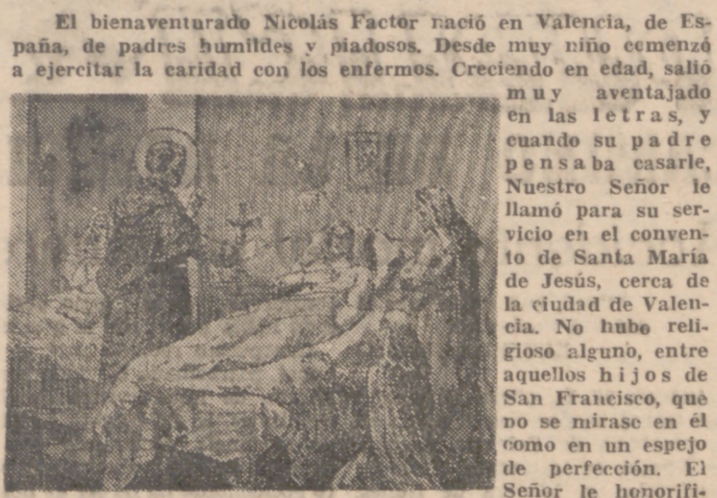 El bienaventurado Nicolás Factor nació en Valencia, de Es-
paña, de padres humildes y piadosos. Desde muy niño comenzó
a ejercitar la caridad con los enfermos. Creciendo en edad, salió
muy aventajado
en las letras, y
cuando su padre
pensaba casarle,
Nuestro Señor le
llamó para su ser-
vicio en el conven-
to de Santa María
de Jesús, cerca de
la ciudad de Valen-
cia. No hubo reli-
gioso alguno, entre
aquellos hijos de
San Francisco, que
no se mirase en él
como en un espejo
de perfección. El
Señor le honorifi-